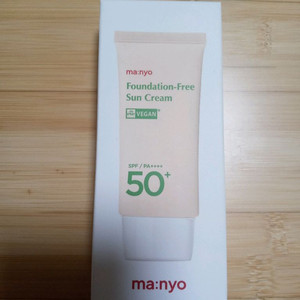 ma:nyo
Foundation-Free
Sun Cream
VEGAN
SPF / PA++++
50+
ma:nyo